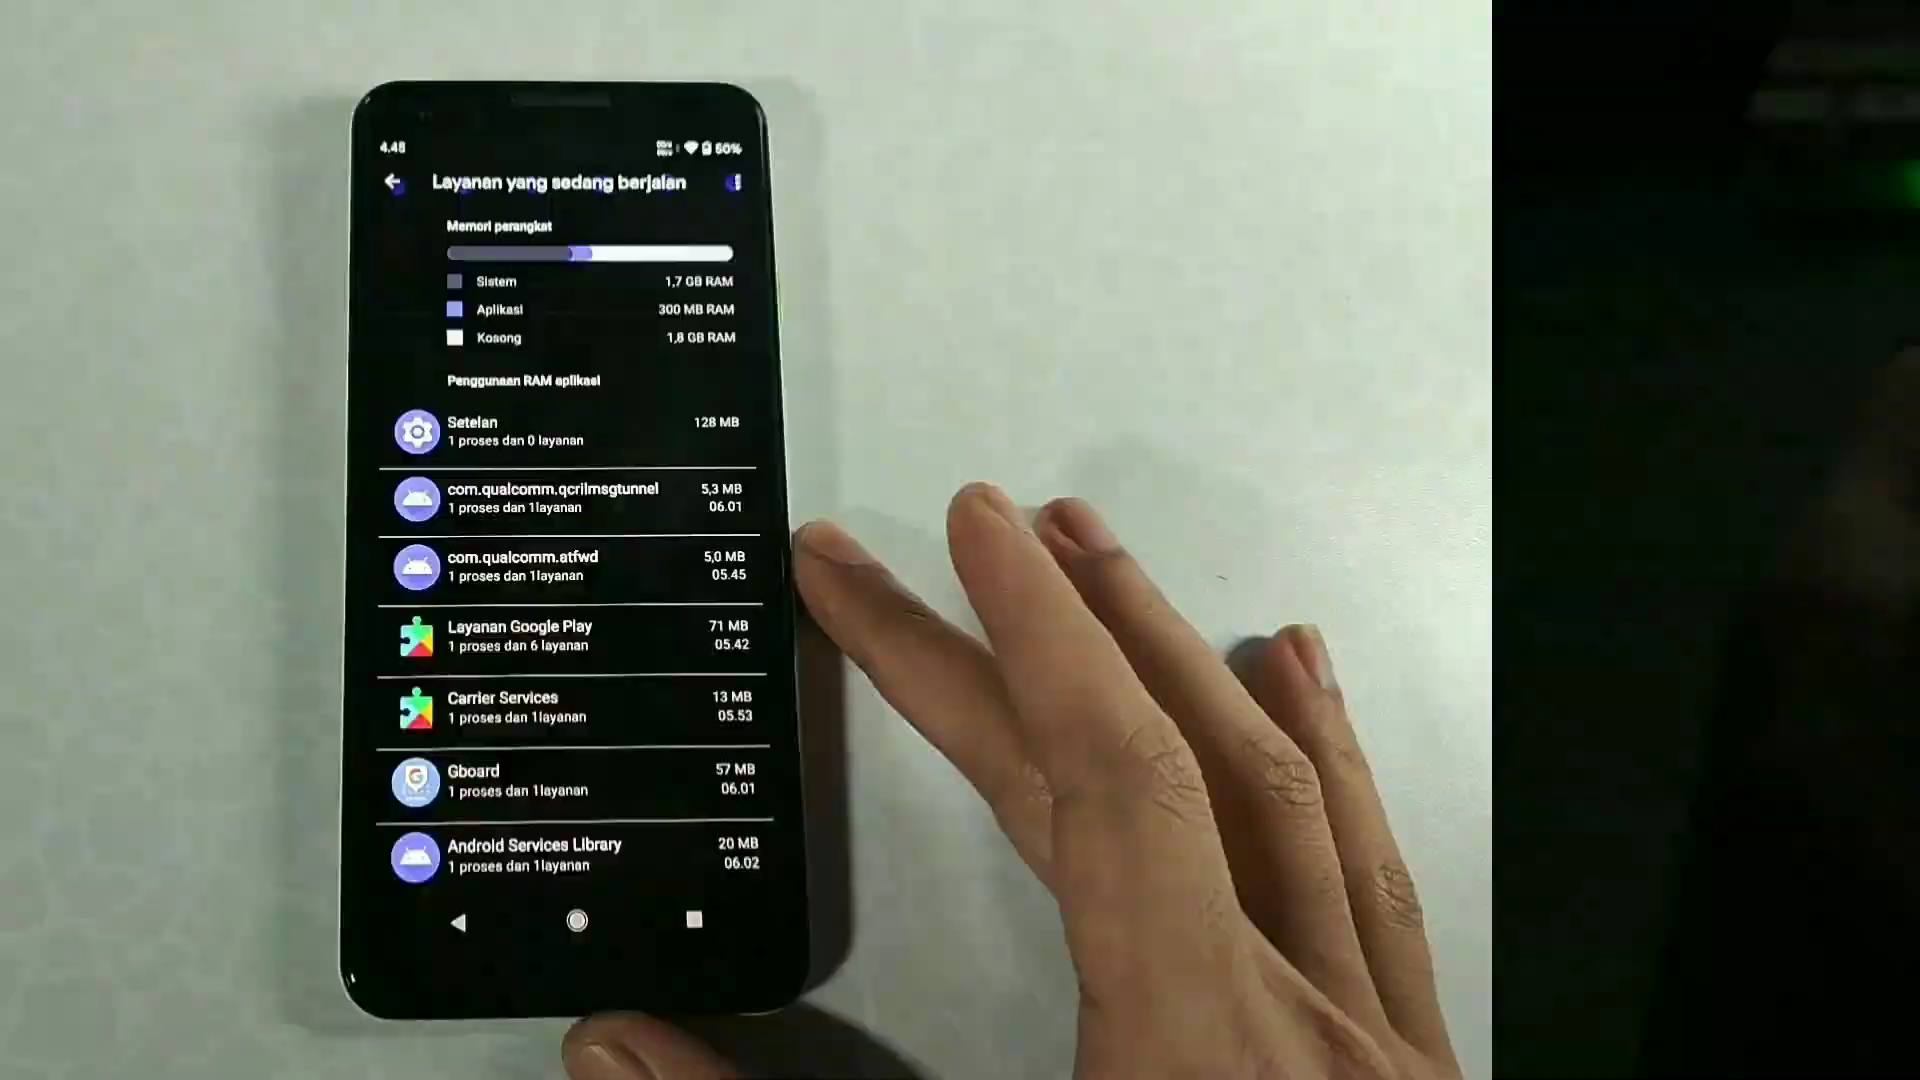 4.48 50%
Layanan yang sedang berjalan
Memori perangkat
Sistem 1,7 GB RAM
Aplikasi 300 MB RAM
Kosong 1,8 GB RAM
Penggunaan RAM aplikasi
Setelan 128 MB
1 proses dan 0 layanan
com.qualcomm.qcrilmsgtunnel 5,3 MB
1 proses dan 1layanan 06.01
com.qualcomm.atfwd 5,0 MB
1 proses dan 1layanan 05.45
Layanan Google Play 71 MB
1 proses dan 6 layanan 05.42
Carrier Services 13 MB
1 proses dan 1layanan 05.53
Gboard 57 MB
1 proses dan 1layanan 06.01
Android Services Library 20 MB
1 proses dan 1layanan 06.02